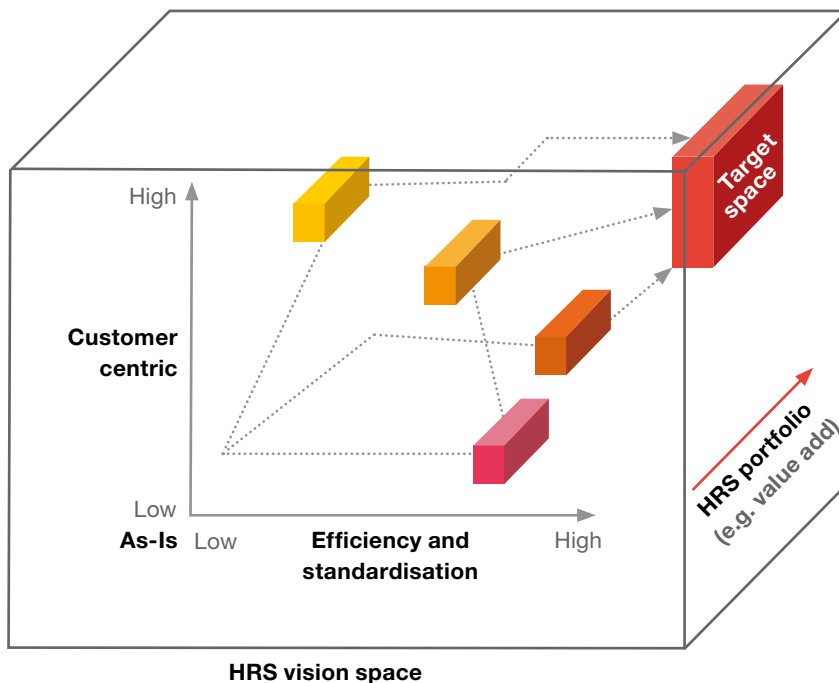 Target
space
High
Customer
centric
Low
As-Is
Low
Efficiency and
standardisation
High
HRS portfolio
(e.g. value add)
HRS vision space